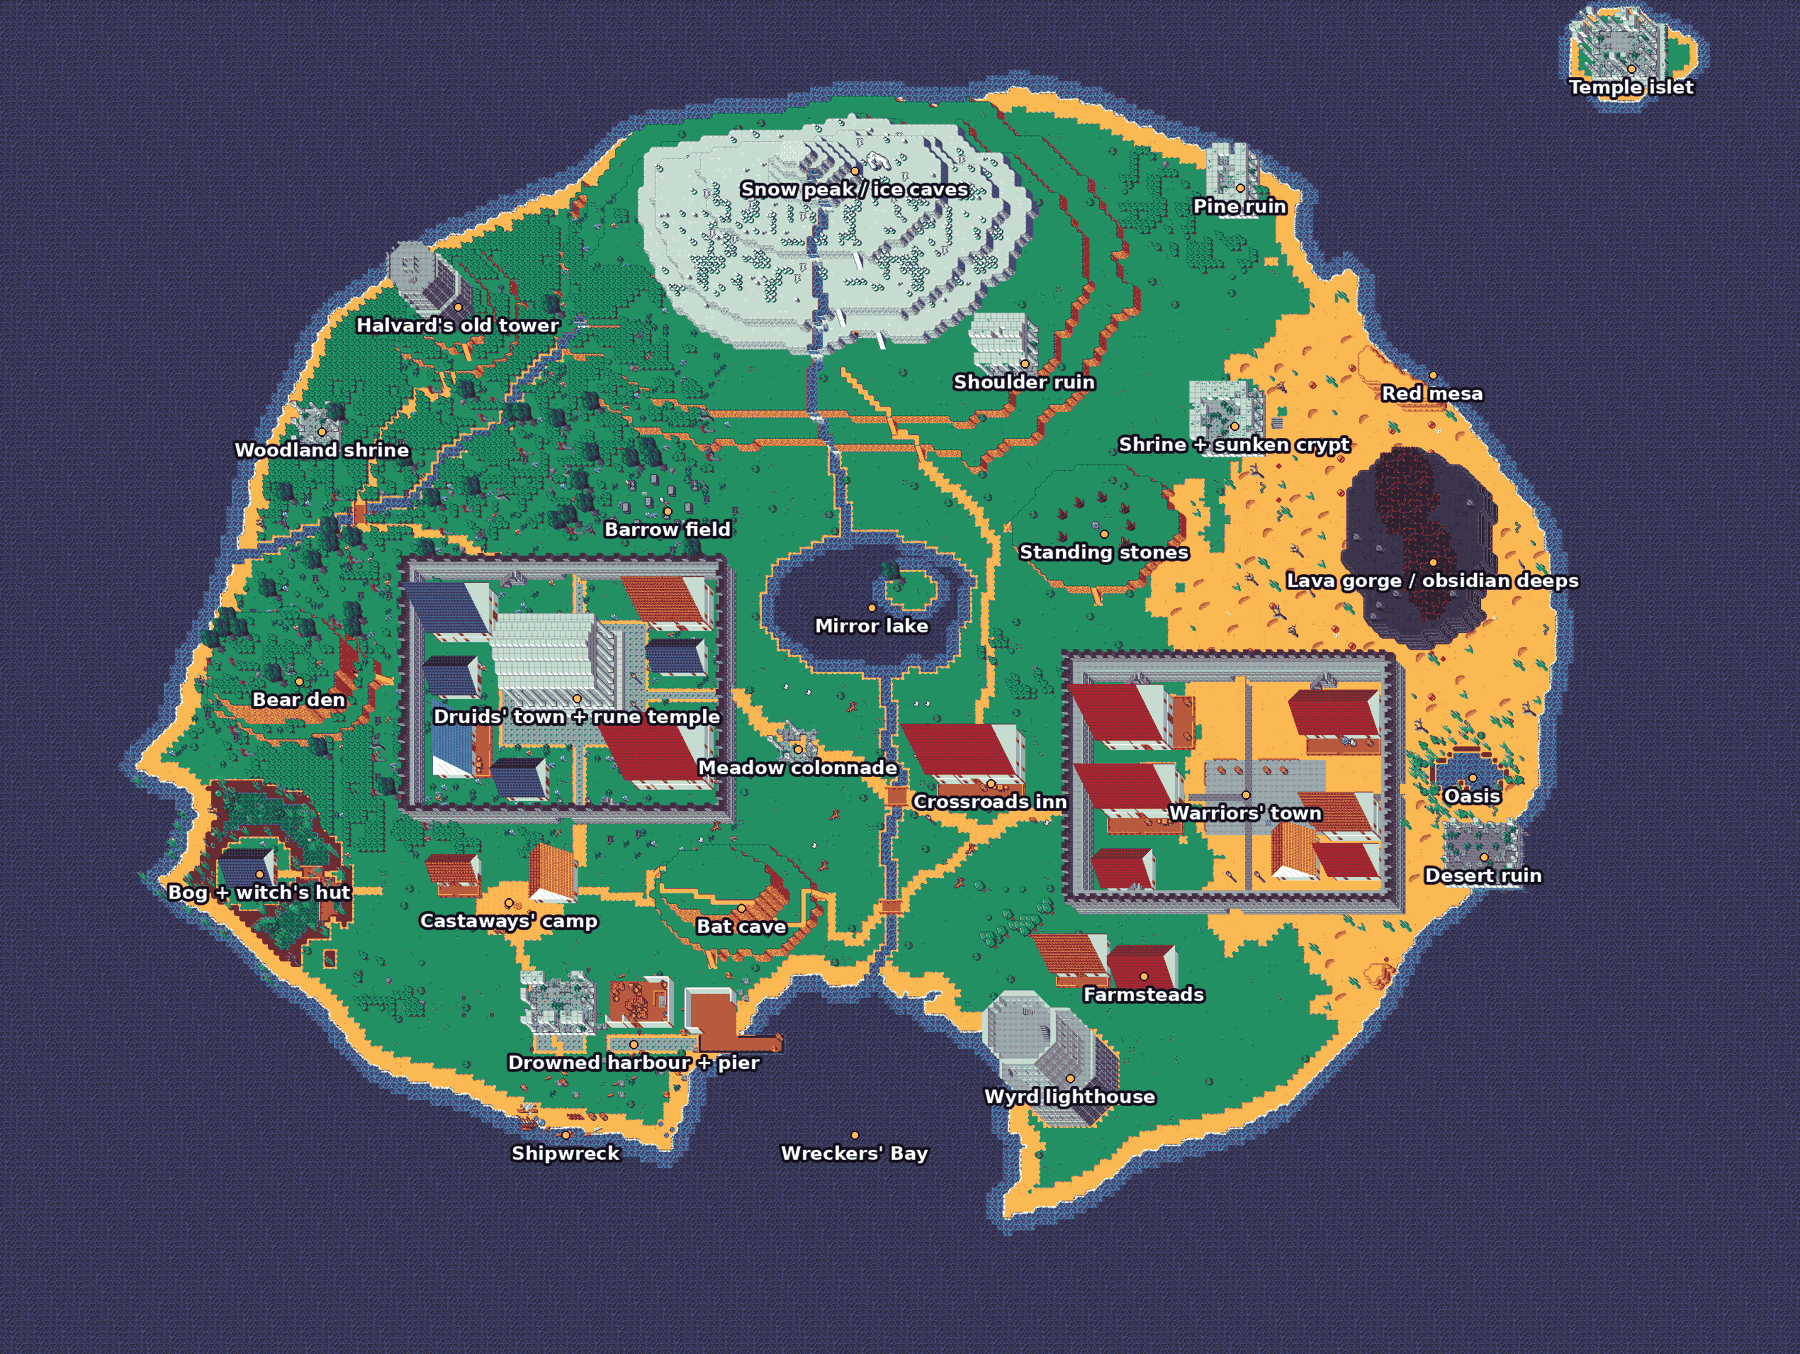 Temple islet
Snow peak / ice caves
Pine ruin
Halvard's old tower
Shoulder ruin
Red mesa
Woodland shrine
Shrine + sunken crypt
Barrow field
Standing stones
Lava gorge / obsidian deeps
Mirror lake
Bear den
Druids' town + rune temple
Meadow colonnade
Crossroads inn
Oasis
Warriors' town
Desert ruin
Bog + witch's hut
Castaways' camp
Bat cave
Farmsteads
Drowned harbour + pier
Wyrd lighthouse
Shipwreck
Wreckers' Bay